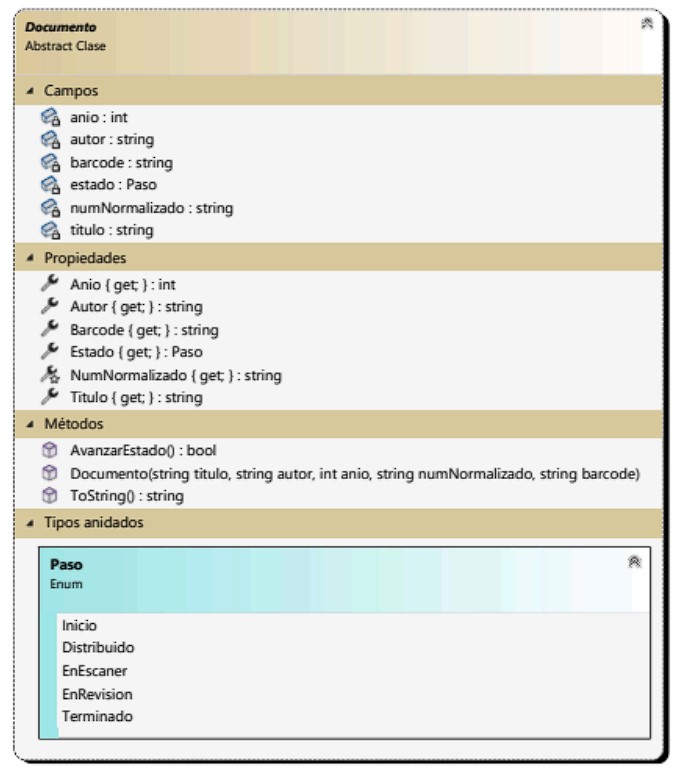 Documento
Abstract Clase
Campos
anio : int
autor : string
barcode : string
estado : Paso
numNormalizado : string
titulo : string
Propiedades
Anio { get; } : int
Autor { get; } : string
Barcode { get; } : string
Estado { get; } : Paso
NumNormalizado { get; } : string
Titulo { get; } : string
Métodos
AvanzarEstado() : bool
Documento(string titulo, string autor, int anio, string numNormalizado, string barcode)
ToString() : string
Tipos anidados
Paso
Enum
Inicio
Distribuido
EnEscaner
EnRevision
Terminado